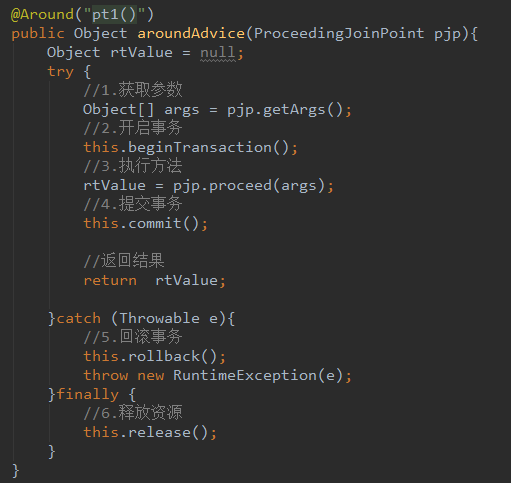 @Around("pt1()")
public Object aroundAdvice(ProceedingJoinPoint pjp){
    Object rtValue = null;
    try {
        //1.获取参数
        Object[] args = pjp.getArgs();
        //2.开启事务
        this.beginTransaction();
        //3.执行方法
        rtValue = pjp.proceed(args);
        //4.提交事务
        this.commit();

        //返回结果
        return  rtValue;

    }catch (Throwable e){
        //5.回滚事务
        this.rollback();
        throw new RuntimeException(e);
    }finally {
        //6.释放资源
        this.release();
    }
}